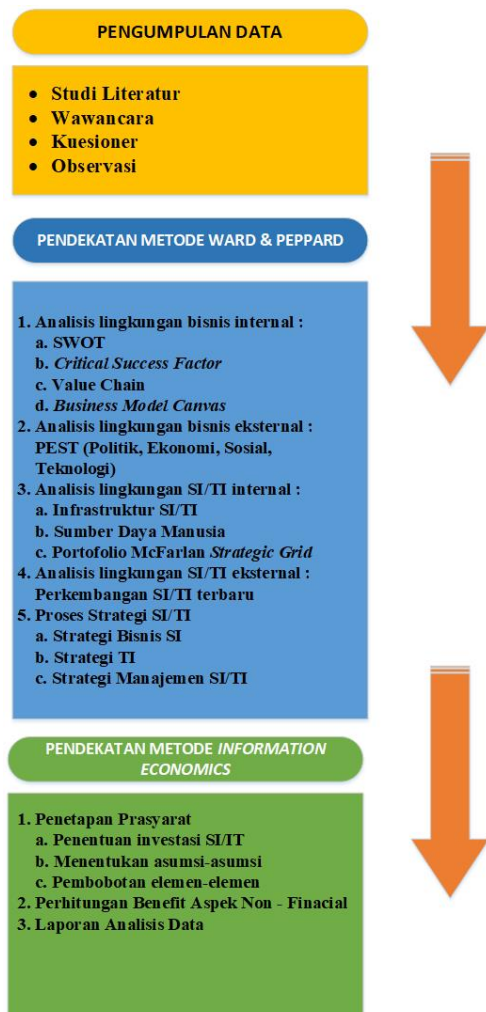 PENGUMPULAN DATA
• Studi Literatur
• Wawancara
• Kuesioner
• Observasi
PENDEKATAN METODE WARD & PEPPARD
1. Analisis lingkungan bisnis internal :
a. SWOT
b. Critical Success Factor
c. Value Chain
d. Business Model Canvas
2. Analisis lingkungan bisnis eksternal :
PEST (Politik, Ekonomi, Sosial,
Teknologi)
3. Analisis lingkungan SI/TI internal :
a. Infrastruktur SI/TI
b. Sumber Daya Manusia
c. Portofolio McFarlan Strategic Grid
4. Analisis lingkungan SI/TI eksternal :
Perkembangan SI/TI terbaru
5. Proses Strategi SI/TI
a. Strategi Bisnis SI
b. Strategi TI
c. Strategi Manajemen SI/TI
PENDEKATAN METODE INFORMATION
ECONOMICS
1. Penetapan Prasyarat
a. Penentuan investasi SI/IT
b. Menentukan asumsi-asumsi
c. Pembobotan elemen-elemen
2. Perhitungan Benefit Aspek Non - Finacial
3. Laporan Analisis Data